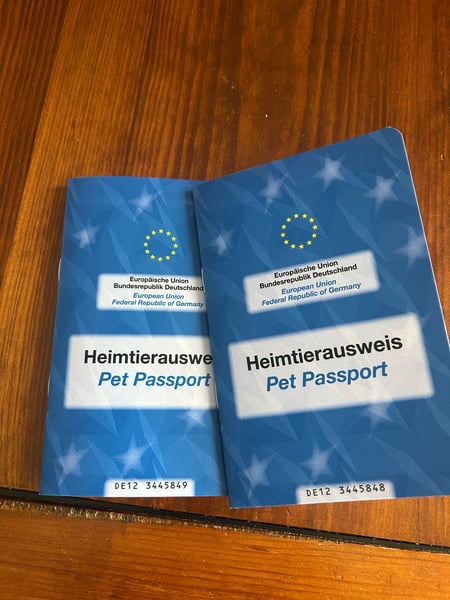 Europäische Union
Bundesrepublik Deutschland
European Union
Federal Republic of Germany
Heimtierauswe
Pet Passport
DE12 3445849
Europäische Union
Bundesrepublik Deutschland
European Union
Federal Republic of Germany
Heimtierausweis
Pet Passport
DE12 3445848